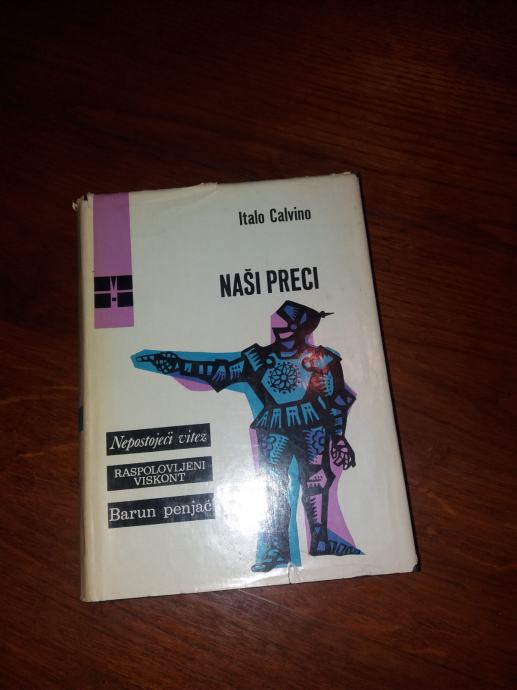 Italo Calvino
NAŠI PRECI
Nepostojeći vitez
RASPOLOVLJENI
VISKONT
Barun penjač